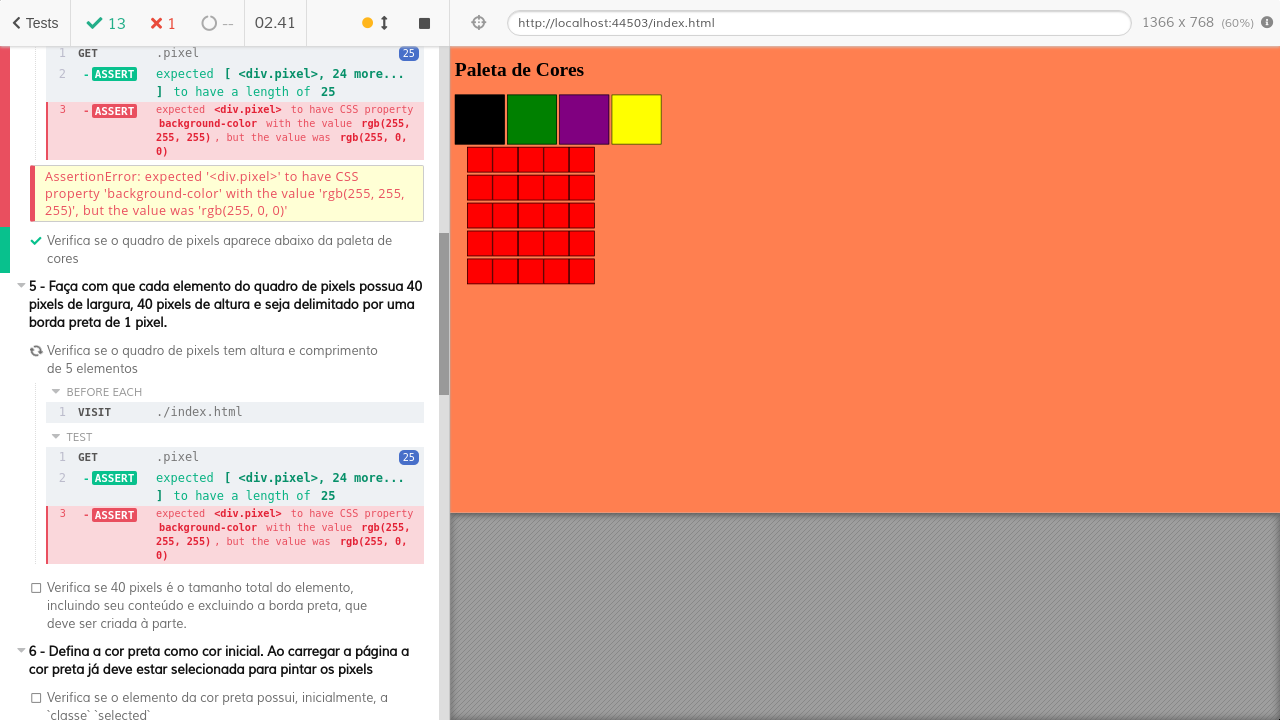 Tests
13
1
--
02.41
http://localhost:44503/index.html
1366 x 768 (60%)
1 GET .pixel 25
2 -ASSERT expected [ <div.pixel>, 24 more...
] to have a length of 25
3 -ASSERT expected <div.pixel> to have CSS property
background-color with the value rgb(255,
255, 255) , but the value was rgb(255, 0,
0)
AssertionError: expected '<div.pixel>' to have CSS
property 'background-color' with the value 'rgb(255, 255,
255)', but the value was 'rgb(255, 0, 0)'
Verifica se o quadro de pixels aparece abaixo da paleta de
cores
5 - Faça com que cada elemento do quadro de pixels possua 40
pixels de largura, 40 pixels de altura e seja delimitado por uma
borda preta de 1 pixel.
Verifica se o quadro de pixels tem altura e comprimento
de 5 elementos
BEFORE EACH
1 VISIT ./index.html
TEST
1 GET .pixel 25
2 -ASSERT expected [ <div.pixel>, 24 more...
] to have a length of 25
3 -ASSERT expected <div.pixel> to have CSS property
background-color with the value rgb(255,
255, 255) , but the value was rgb(255, 0,
0)
Verifica se 40 pixels é o tamanho total do elemento,
incluindo seu conteúdo e excluindo a borda preta, que
deve ser criada à parte.
6 - Defina a cor preta como cor inicial. Ao carregar a página a
cor preta já deve estar selecionada para pintar os pixels
Verifica se o elemento da cor preta possui, inicialmente, a
`classe` `selected`
Paleta de Cores